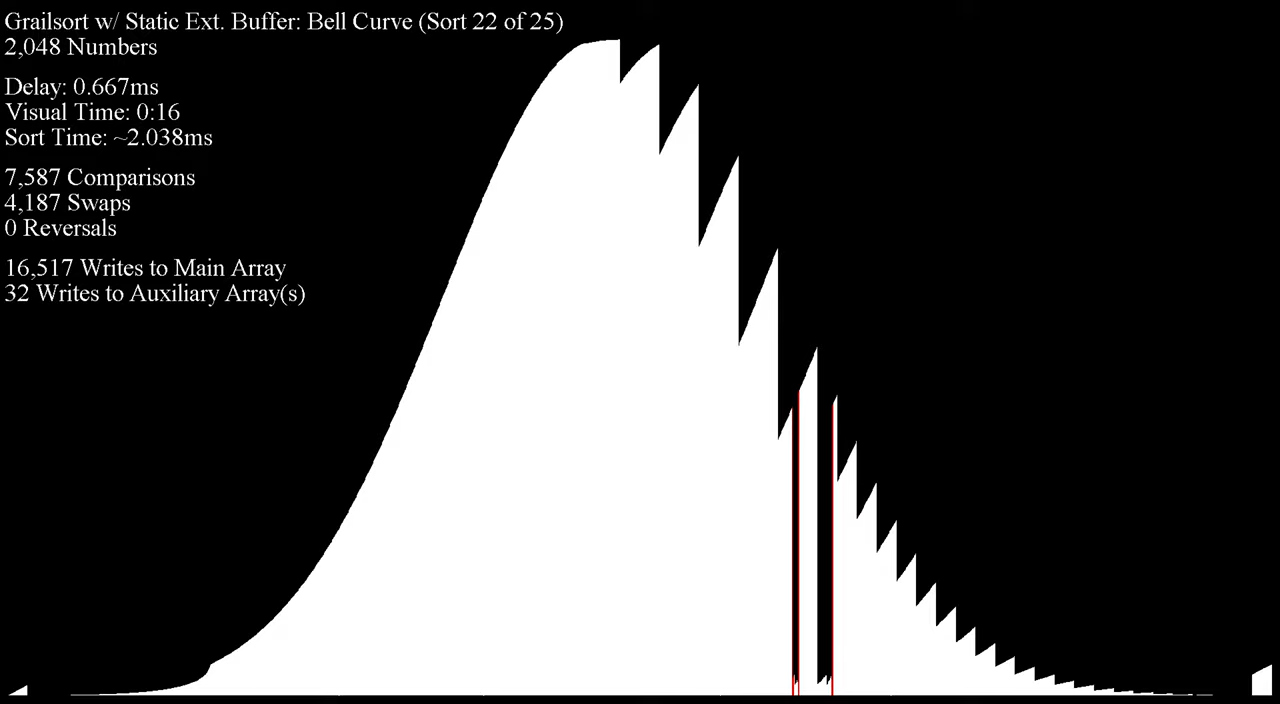 Grailsort w/ Static Ext. Buffer: Bell Curve (Sort 22 of 25)
2,048 Numbers
Delay: 0.667ms
Visual Time: 0:16
Sort Time: ~2.038ms
7,587 Comparisons
4,187 Swaps
0 Reversals
16,517 Writes to Main Array
32 Writes to Auxiliary Array(s)